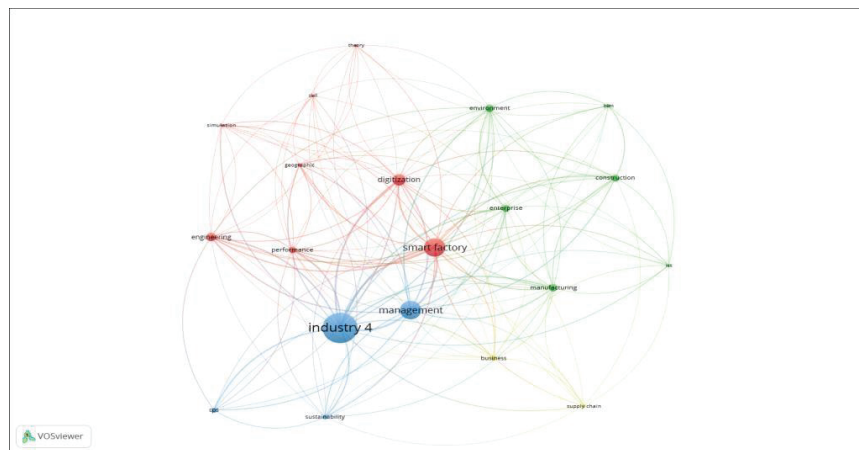 theory
simulation
environment
geographic
digitization
construction
enterprise
engineering
performance
smart factory
manufacturing
management
industry 4
business
supply chain
sustainability
VOSviewer